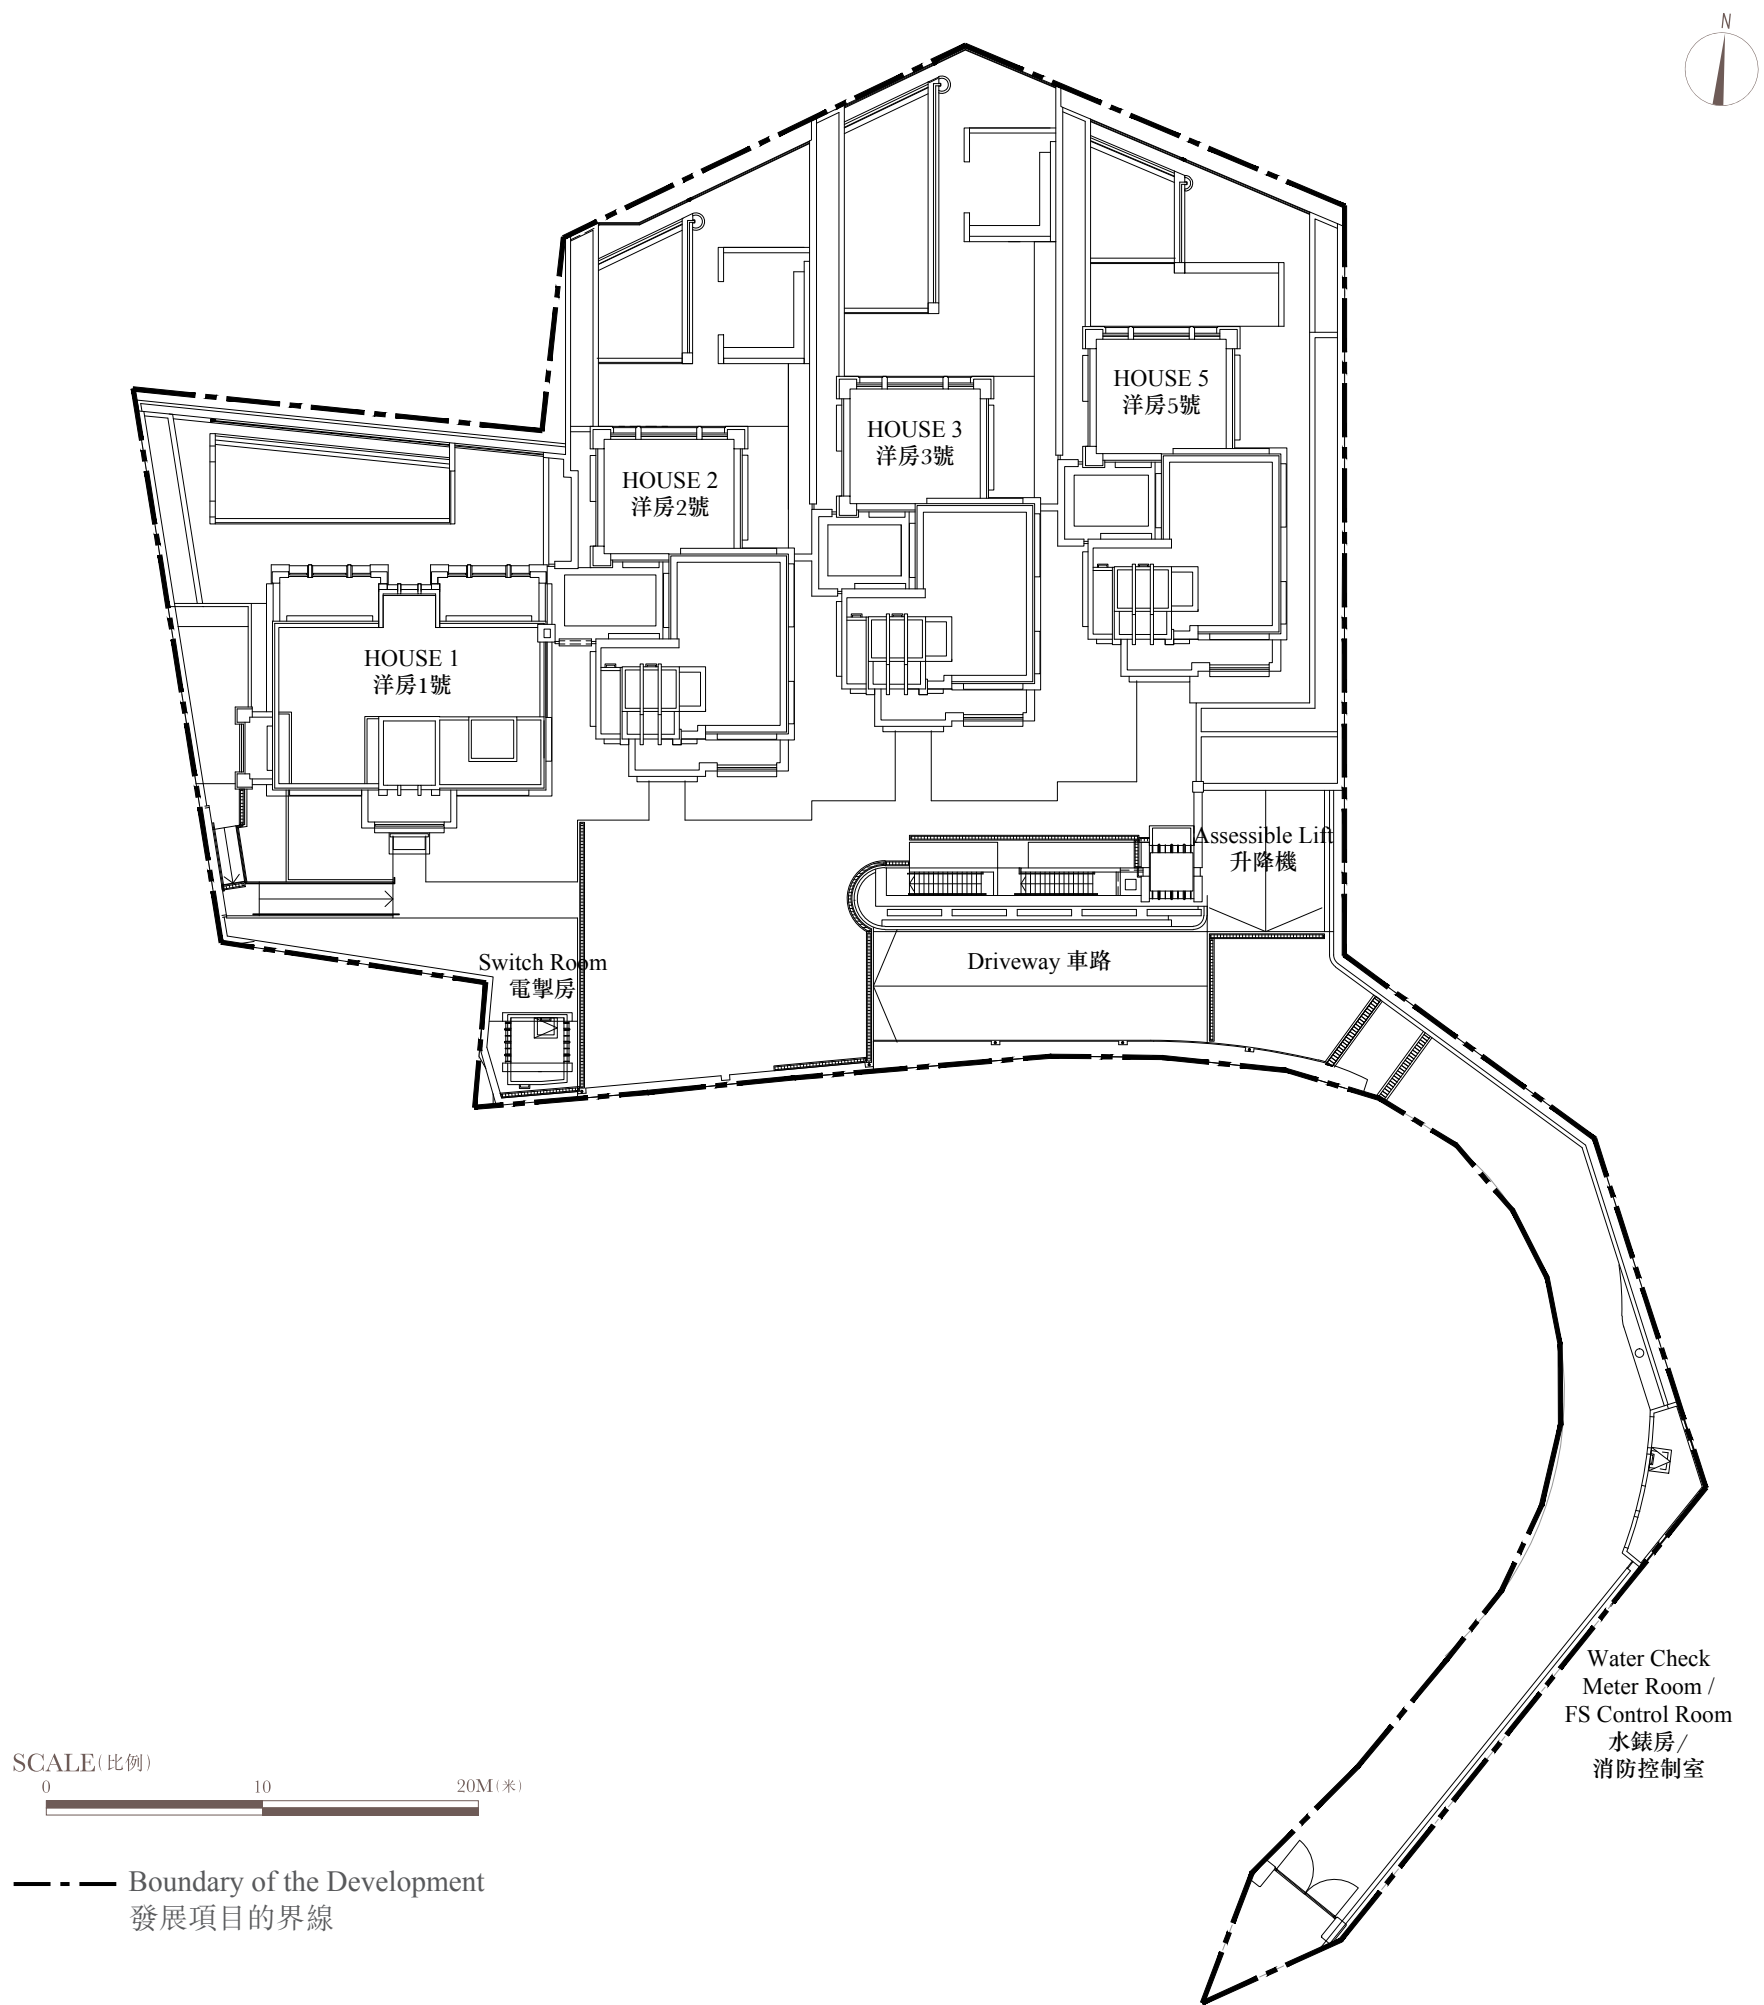 N
HOUSE 5
洋房5號
HOUSE 3
洋房3號
HOUSE 2
洋房2號
HOUSE 1
洋房1號
Assessible Lift
升降機
Switch Room
電掣房
Driveway 車路
Water Check
Meter Room /
FS Control Room
水錶房/
消防控制室
SCALE(比例)
0 10 20M(米)
Boundary of the Development
發展項目的界線